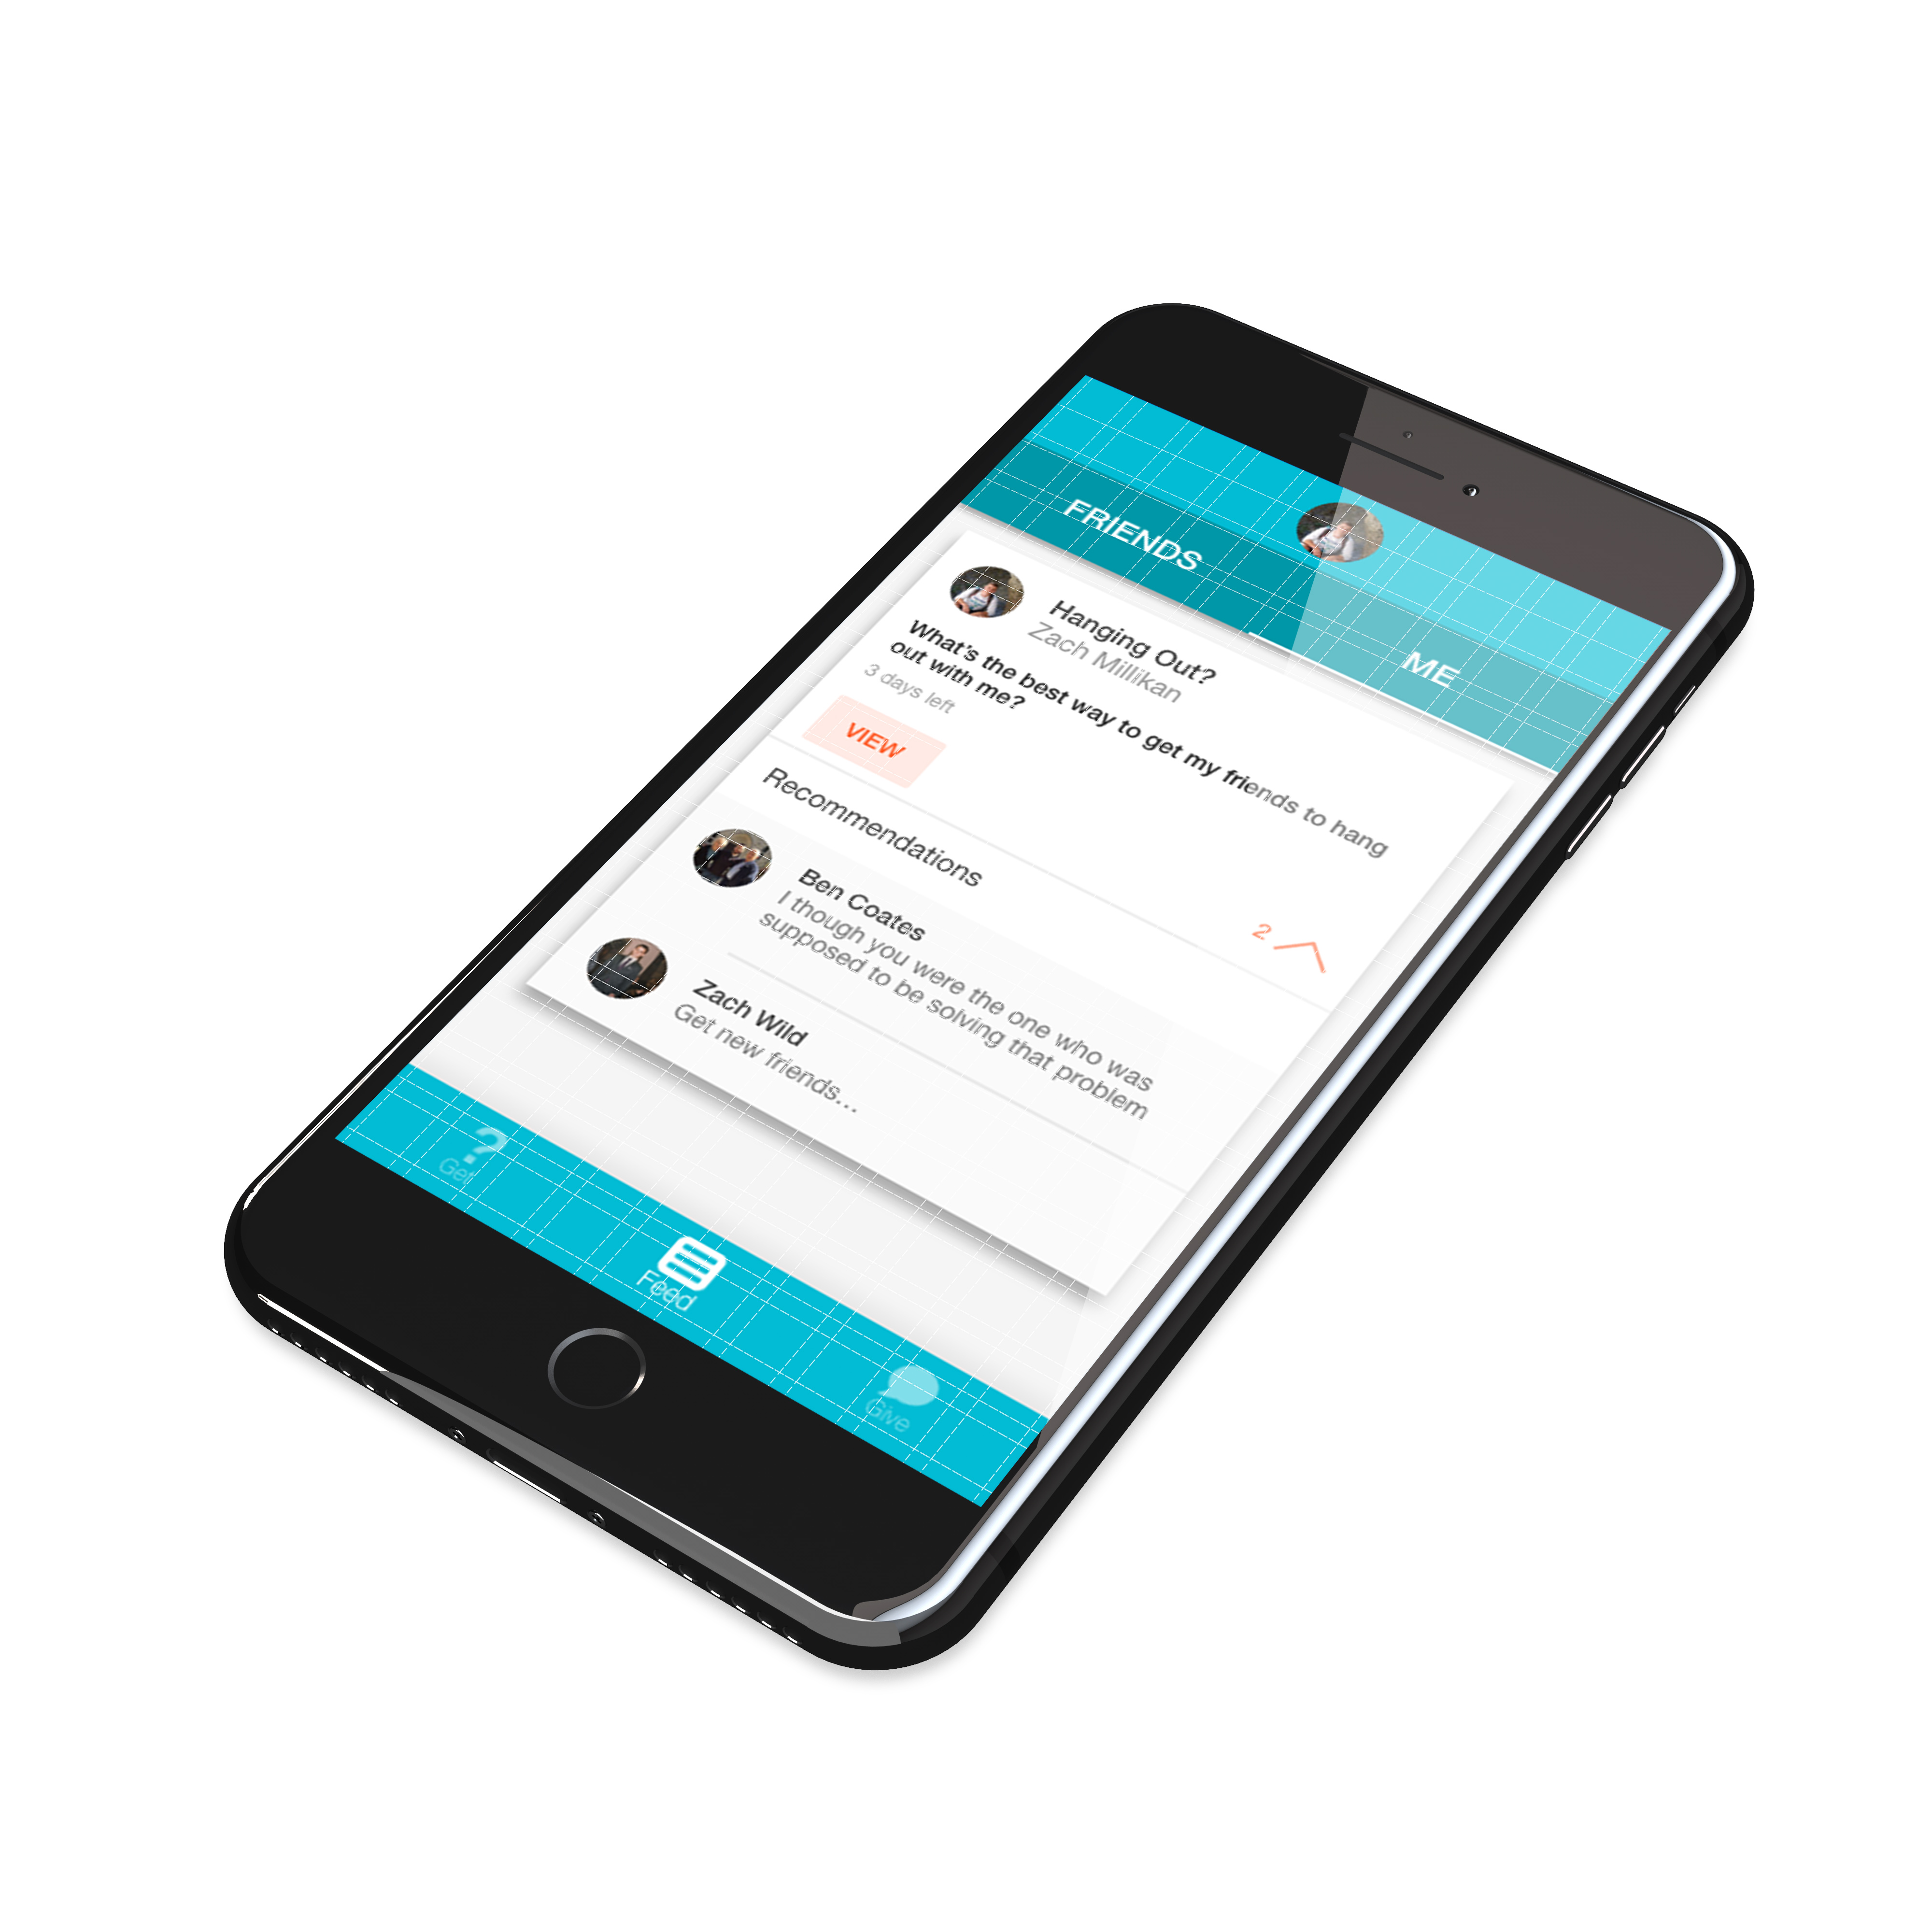 FRIENDS
ME
Hanging Out?
Zach Millikan
What's the best way to get my friends to hang
out with me?
3 days left
VIEW
Recommendations
2
Ben Coates
I though you were the one who was
supposed to be solving that problem
Zach Wild
Get new friends...
?
Get
Feed
Give